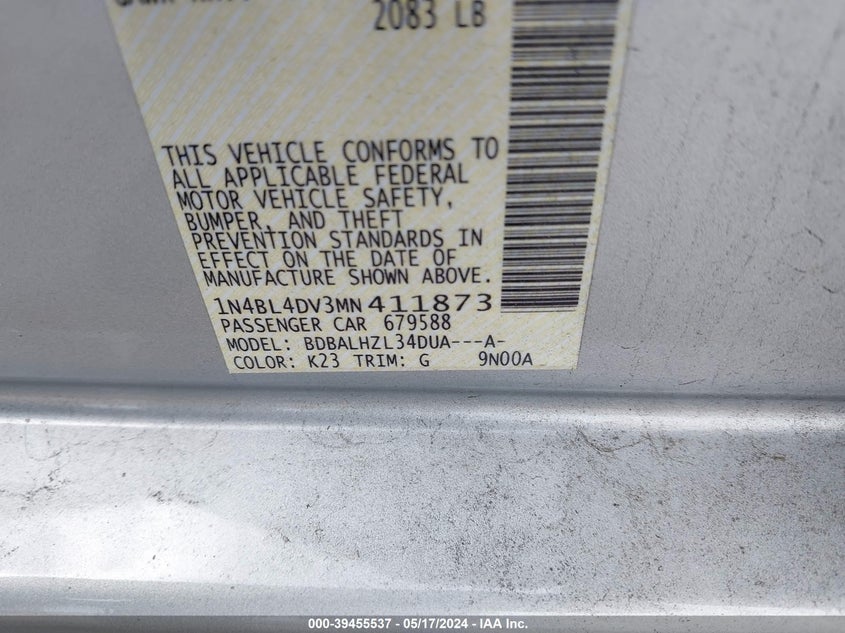 2083 LB
THIS VEHICLE CONFORMS TO
ALL APPLICABLE FEDERAL
MOTOR VEHICLE SAFETY,
BUMPER, AND THEFT
PREVENTION STANDARDS IN
EFFECT ON THE DATE OF
MANUFACTURE SHOWN ABOVE.
1N4BL4DV3MN411873
PASSENGER CAR 679588
MODEL: BDBALHZL34DUA---A-
COLOR: K23 TRIM: G 9N00A
000-39455537 - 05/17/2024 - IAA Inc.